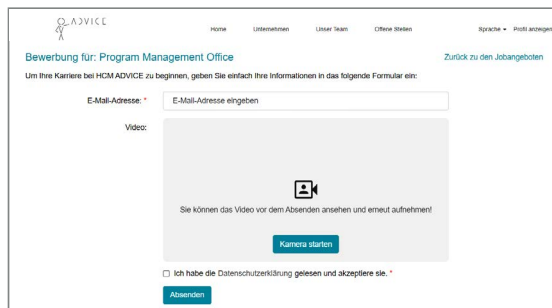 ADVICE
Home Unternehmen Unser Team Offene Stellen Sprache Profil anzeigen
Bewerbung für: Program Management Office Zurück zu den Jobangeboten
Um Ihre Karriere bei HCM ADVICE zu beginnen, geben Sie einfach Ihre Informationen in das folgende Formular ein:
E-Mail-Adresse: * E-Mail-Adresse eingeben
Video:
Sie können das Video vor dem Absenden ansehen und erneut aufnehmen!
Kamera starten
Ich habe die Datenschutzerklärung gelesen und akzeptiere sie. *
Absenden